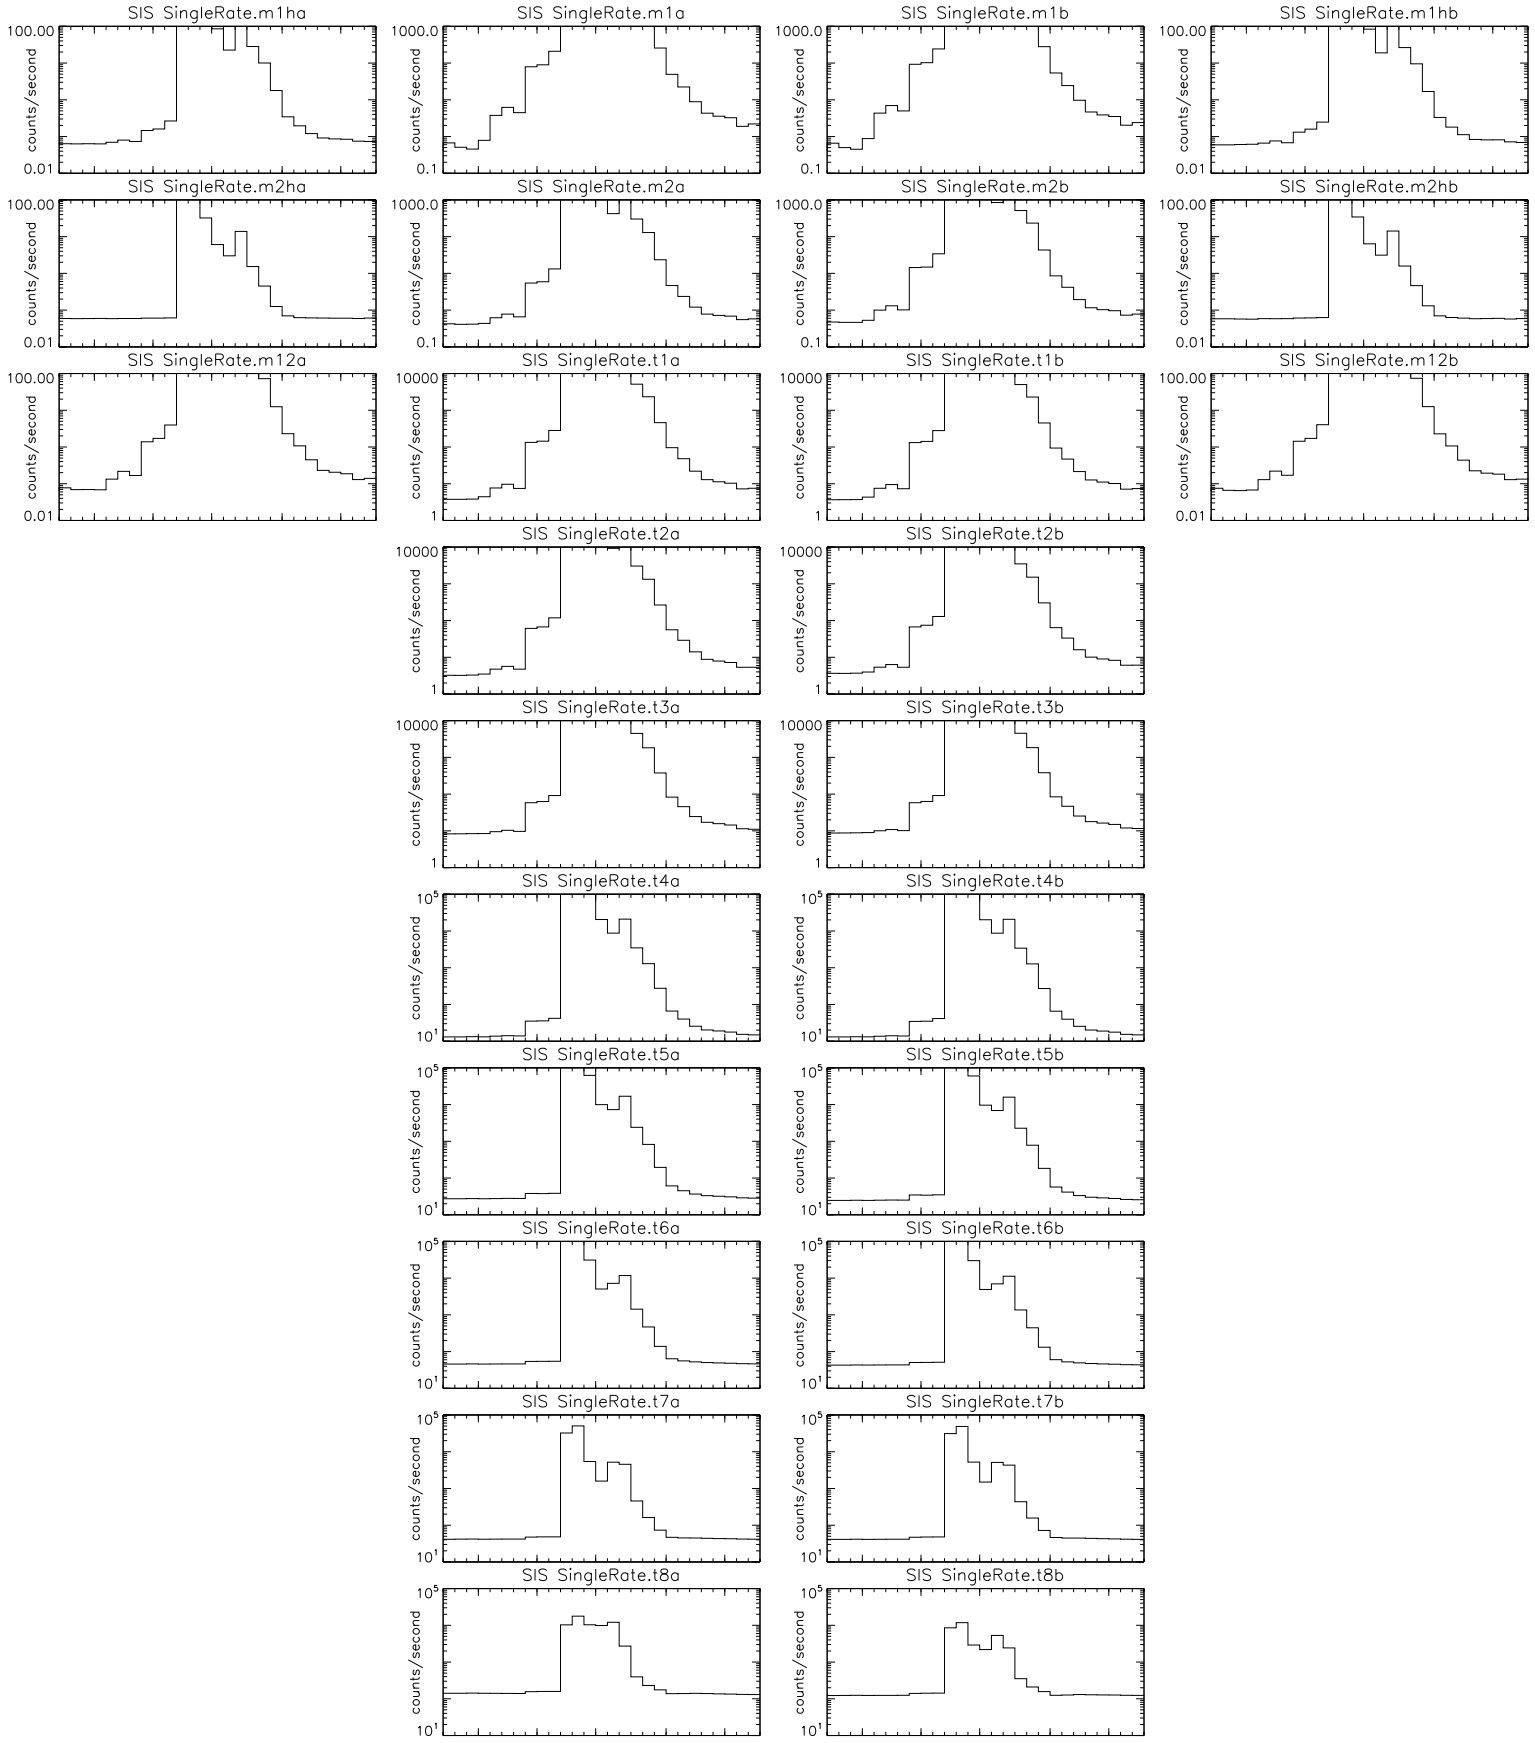 SIS SingleRate.m1ha
100.00
counts/second
0.01
SIS SingleRate.m1a
1000.0
counts/second
0.1
SIS SingleRate.m1b
1000.0
counts/second
0.1
SIS SingleRate.m1hb
100.00
counts/second
0.01
SIS SingleRate.m2ha
100.00
counts/second
0.01
SIS SingleRate.m2a
1000.0
counts/second
0.1
SIS SingleRate.m2b
1000.0
counts/second
0.1
SIS SingleRate.m2hb
100.00
counts/second
0.01
SIS SingleRate.m12a
100.00
counts/second
0.01
SIS SingleRate.t1a
10000
counts/second
1
SIS SingleRate.t1b
10000
counts/second
1
SIS SingleRate.m12b
100.00
counts/second
0.01
SIS SingleRate.t2a
10000
counts/second
1
SIS SingleRate.t2b
10000
counts/second
1
SIS SingleRate.t3a
10000
counts/second
1
SIS SingleRate.t3b
10000
counts/second
1
SIS SingleRate.t4a
10⁵
counts/second
10¹
SIS SingleRate.t4b
10⁵
counts/second
10¹
SIS SingleRate.t5a
10⁵
counts/second
10¹
SIS SingleRate.t5b
10⁵
counts/second
10¹
SIS SingleRate.t6a
10⁵
counts/second
10¹
SIS SingleRate.t6b
10⁵
counts/second
10¹
SIS SingleRate.t7a
10⁵
counts/second
10¹
SIS SingleRate.t7b
10⁵
counts/second
10¹
SIS SingleRate.t8a
10⁵
counts/second
10¹
SIS SingleRate.t8b
10⁵
counts/second
10¹